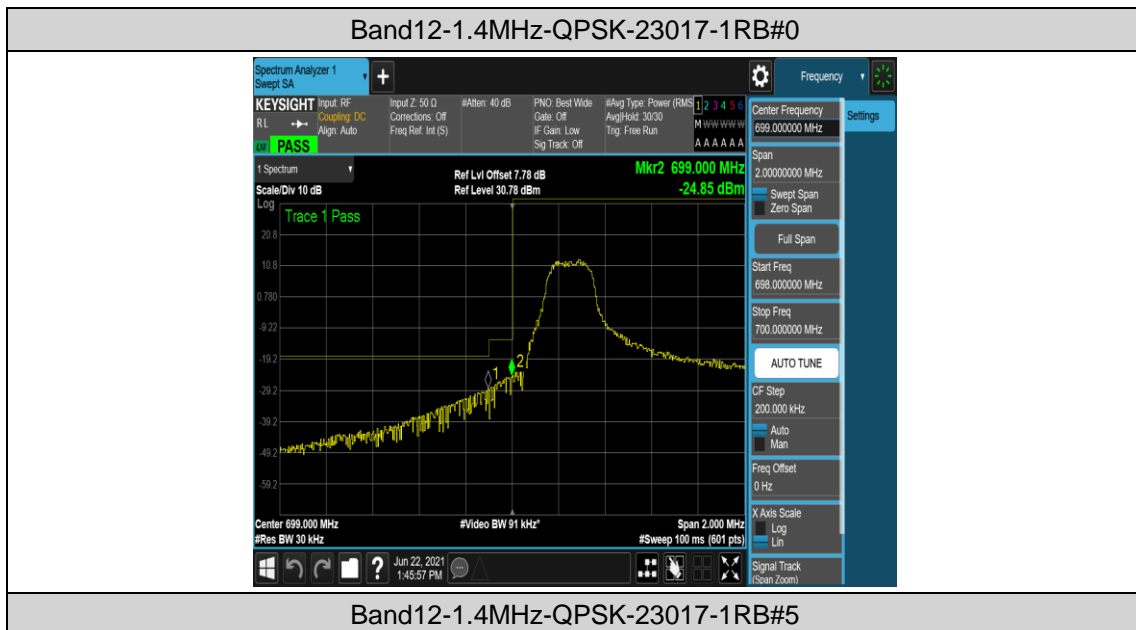 Band12-1.4MHz-QPSK-23017-1RB#0
Spectrum Analyzer 1
Swept SA
+
Frequency
KEYSIGHT
RL
PASS
Input: RF
Coupling: DC
Align: Auto
Input Z: 50 Ω
Corrections: Off
Freq Ref: Int (S)
#Atten: 40 dB
PNO: Best Wide
Gate: Off
IF Gain: Low
Sig Track: Off
#Avg Type: Power (RMS
Avg|Hold: 30/30
Trig: Free Run
1 2 3 4 5 6
M W W W W W
A A A A A A
Settings
1 Spectrum
Scale/Div 10 dB
Ref Lvl Offset 7.78 dB
Ref Level 30.78 dBm
Mkr2 699.000 MHz
-24.85 dBm
Log
Trace 1 Pass
20.8
10.8
0.780
-9.22
-19.2
-29.2
-39.2
-49.2
-59.2
1
2
Center 699.000 MHz
#Res BW 30 kHz
#Video BW 91 kHz*
Span 2.000 MHz
#Sweep 100 ms (601 pts)
Center Frequency
699.000000 MHz
Span
2.00000000 MHz
Swept Span
Zero Span
Full Span
Start Freq
698.000000 MHz
Stop Freq
700.000000 MHz
AUTO TUNE
CF Step
200.000 kHz
Auto
Man
Freq Offset
0 Hz
X Axis Scale
Log
Lin
Signal Track
(Span Zoom)
?
Jun 22, 2021
1:45:57 PM
Band12-1.4MHz-QPSK-23017-1RB#5